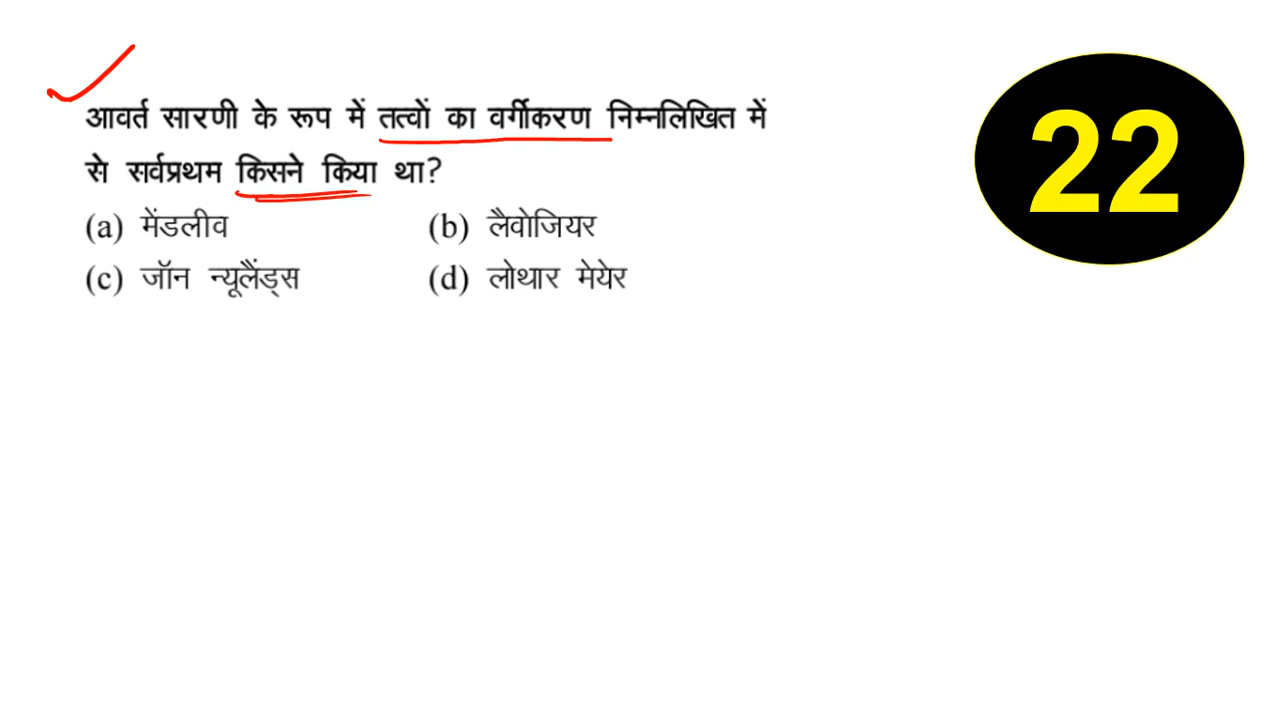 आवर्त सारणी के रूप में तत्वों का वर्गीकरण निम्नलिखित में
से सर्वप्रथम किसने किया था?
(a) मेंडलीव (b) लैवोजियर
(c) जॉन न्यूलैंड्स (d) लोथार मेयेर
22